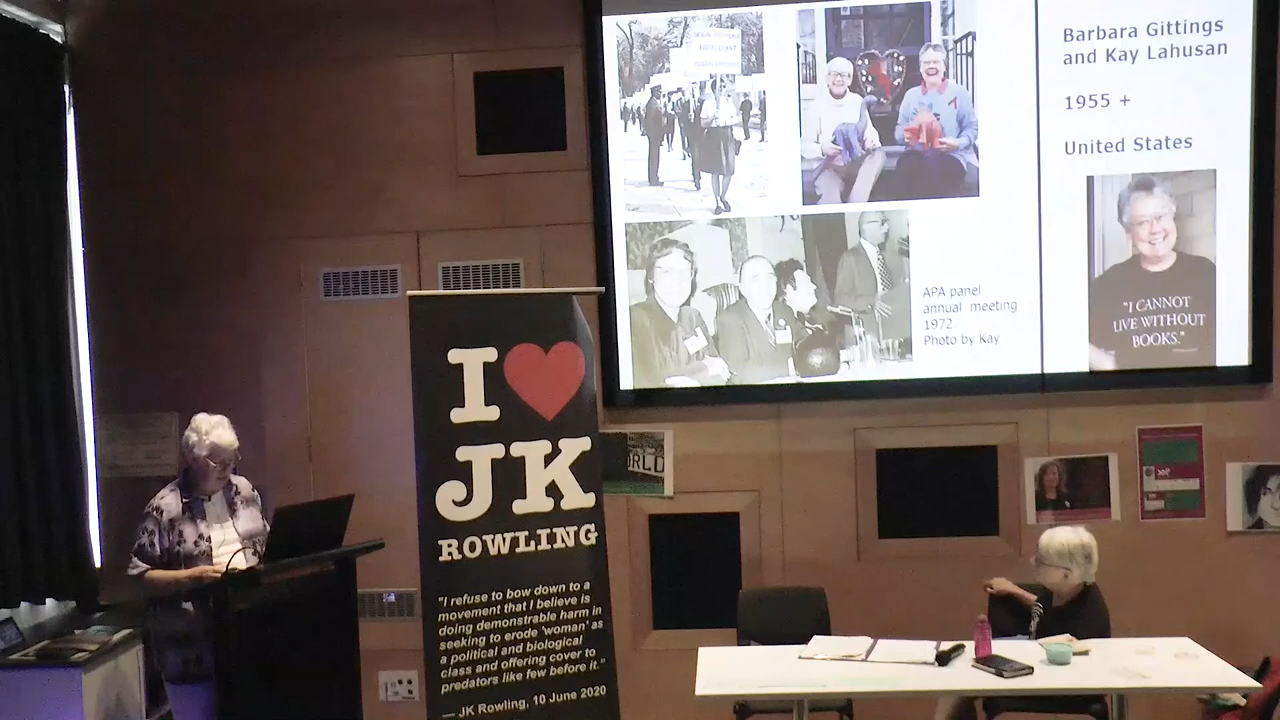 Barbara Gittings
and Kay Lahusan
1955 +
United States
APA panel
annual meeting
1972
Photo by Kay
"I CANNOT
LIVE WITHOUT
BOOKS."
I
JK
ROWLING
"I refuse to bow down to a
movement that I believe is
doing demonstrable harm in
seeking to erode 'woman' as
a political and biological
class and offering cover to
predators like few before it."
— JK Rowling, 10 June 2020